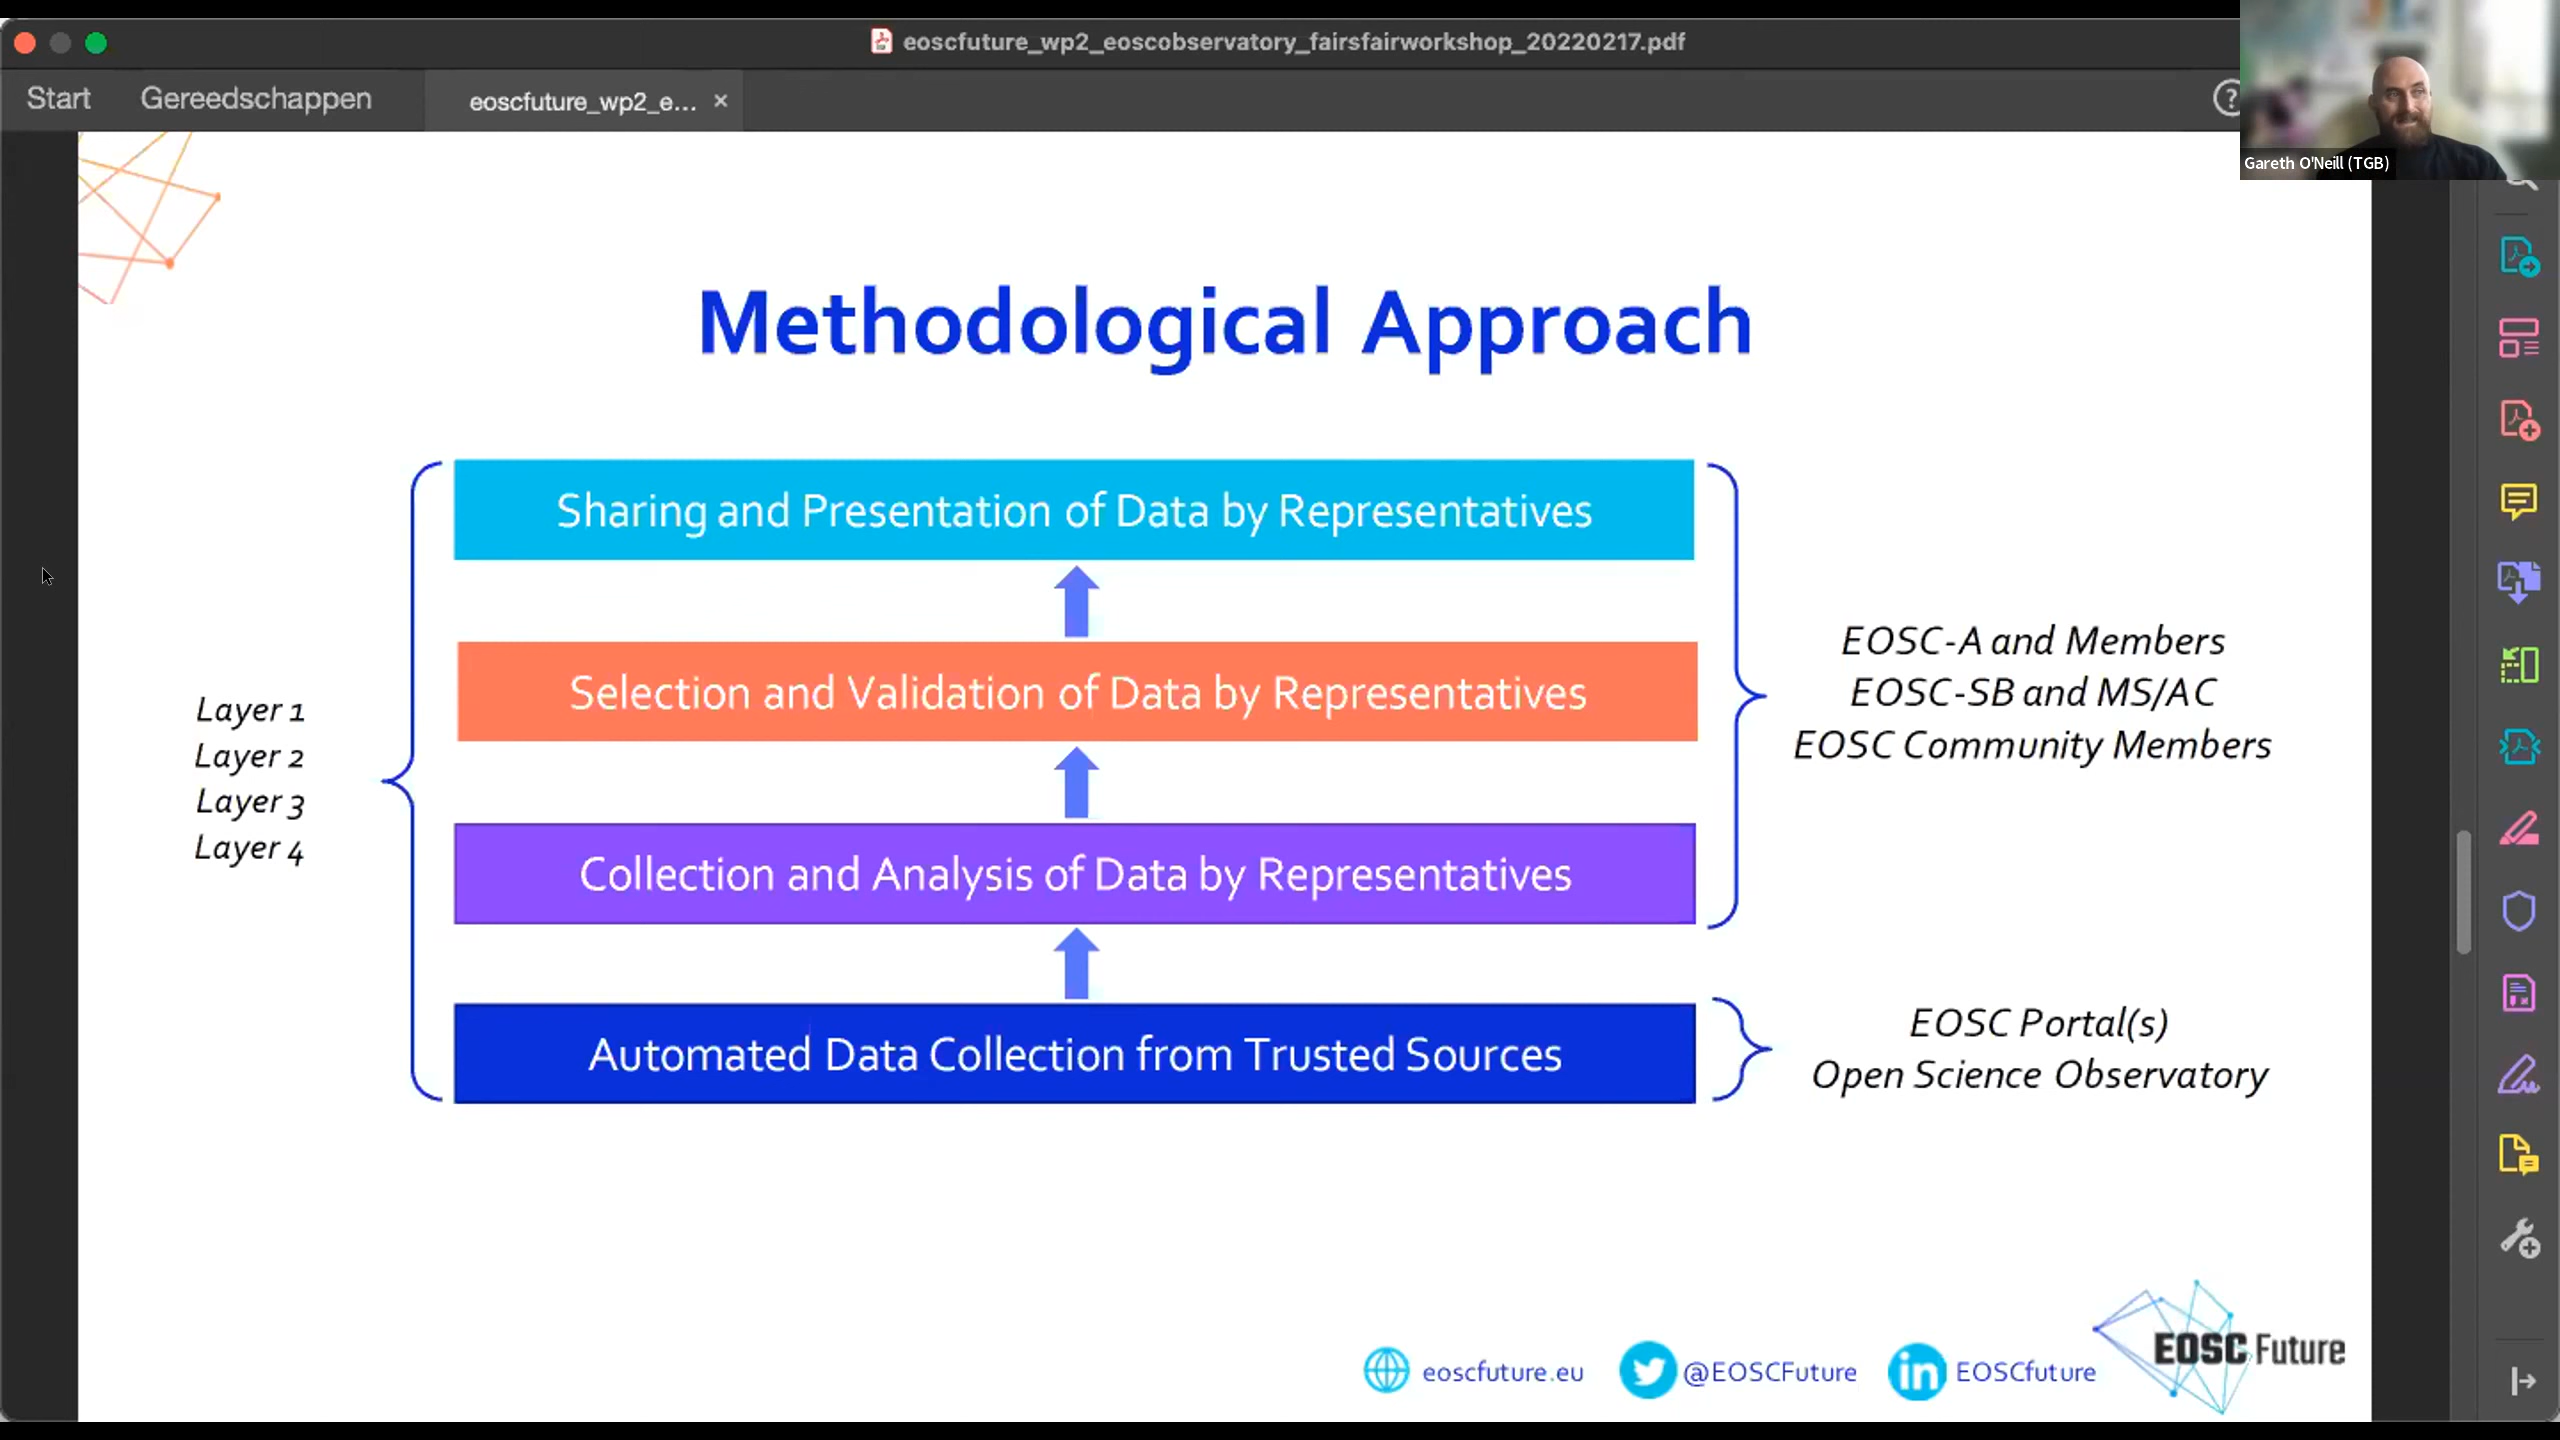 eoscfuture_wp2_eoscobservatory_fairsfairworkshop_20220217.pdf
Start
Gereedschappen
eoscfuture_wp2_e...
Gareth O'Neill (TGB)
Methodological Approach
Layer 1
Layer 2
Layer 3
Layer 4
Sharing and Presentation of Data by Representatives
Selection and Validation of Data by Representatives
Collection and Analysis of Data by Representatives
Automated Data Collection from Trusted Sources
EOSC-A and Members
EOSC-SB and MS/AC
EOSC Community Members
EOSC Portal(s)
Open Science Observatory
eoscfuture.eu
@EOSCFuture
in
EOSCfuture
EOSC Future